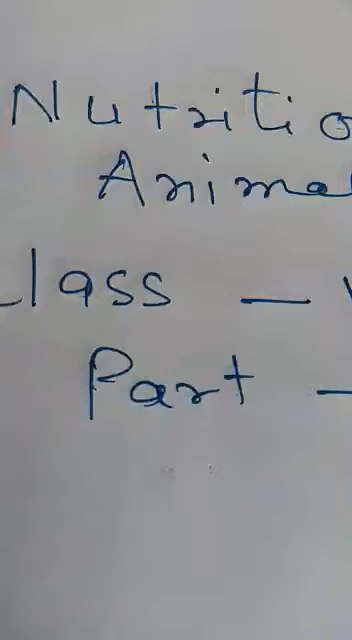 Nutritio
Anima
lass -
Part -